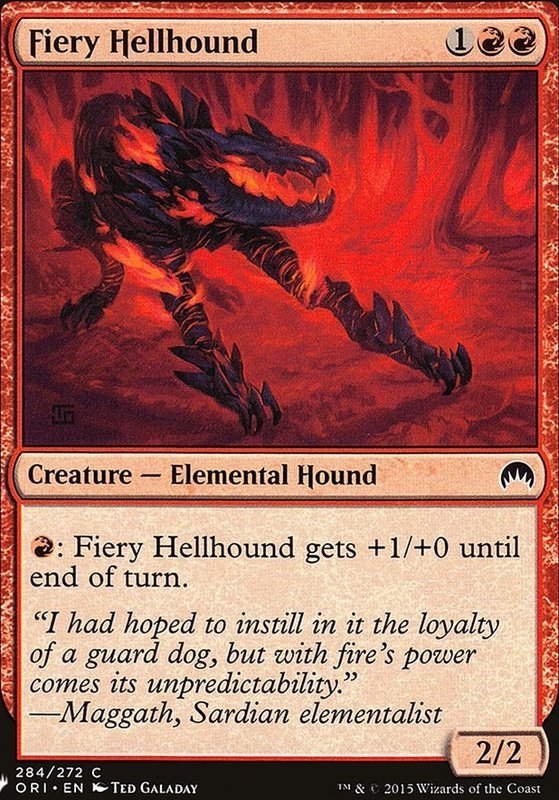 Fiery Hellhound 1
Creature — Elemental Hound
: Fiery Hellhound gets +1/+0 until
end of turn.
“I had hoped to instill in it the loyalty
of a guard dog, but with fire’s power
comes its unpredictability.”
—Maggath, Sardian elementalist
2/2
284/272 C
ORI • EN Ted Galaday
™ & © 2015 Wizards of the Coast